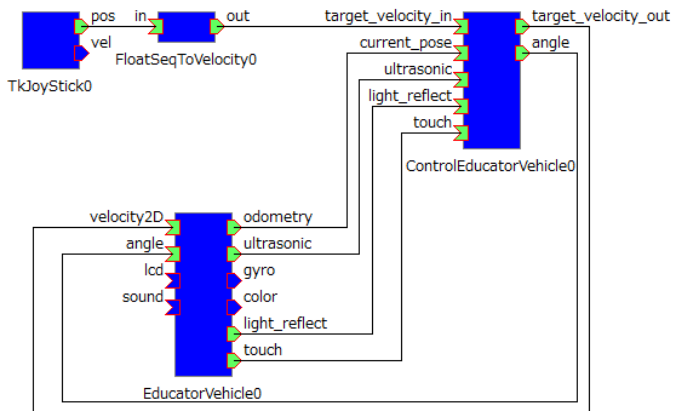 pos in out target_velocity_in target_velocity_out
vel current_pose angle
FloatSeqToVelocity0
ultrasonic
TkJoyStick0
light_reflect
touch
ControlEducatorVehicle0
velocity2D odometry
angle ultrasonic
lcd gyro
sound color
light_reflect
touch
EducatorVehicle0